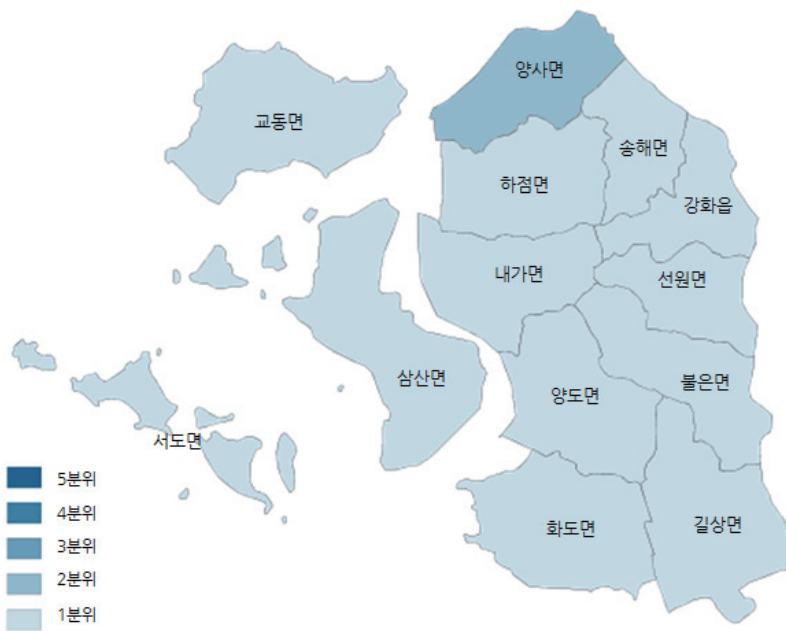 양사면
교동면
송해면
하점면
강화읍
내가면
선원면
삼산면
불은면
양도면
서도면
화도면
길상면
5분위
4분위
3분위
2분위
1분위